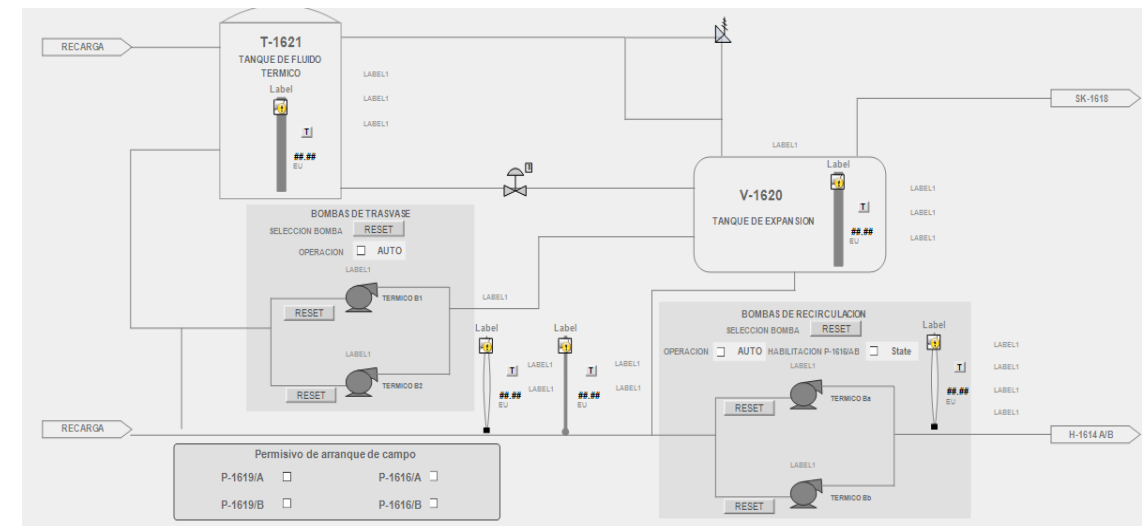 RECARGA
T-1621
TANQUE DE FLUIDO
TERMICO
Label
T
##.##
EU
LABEL1
LABEL1
LABEL1
SK-1618
LABEL1
Label
V-1620
TANQUE DE EXPANSION
T
##.##
EU
LABEL1
LABEL1
LABEL1
BOMBAS DE TRASVASE
SELECCION BOMBA RESET
OPERACION AUTO
LABEL1
TERMICO B1
RESET
LABEL1
LABEL1
TERMICO B2
RESET
Label
T
##.##
EU
LABEL1
LABEL1
Label
T
##.##
EU
LABEL1
LABEL1
BOMBAS DE RECIRCULACION
SELECCION BOMBA RESET
OPERACION AUTO HABILITACION P-1616/AB State
LABEL1
TERMICO Ba
RESET
LABEL1
TERMICO Bb
RESET
Label
T
##.##
EU
LABEL1
LABEL1
LABEL1
LABEL1
RECARGA
H-1614 A/B
Permisivo de arranque de campo
P-1619/A P-1616/A
P-1619/B P-1616/B